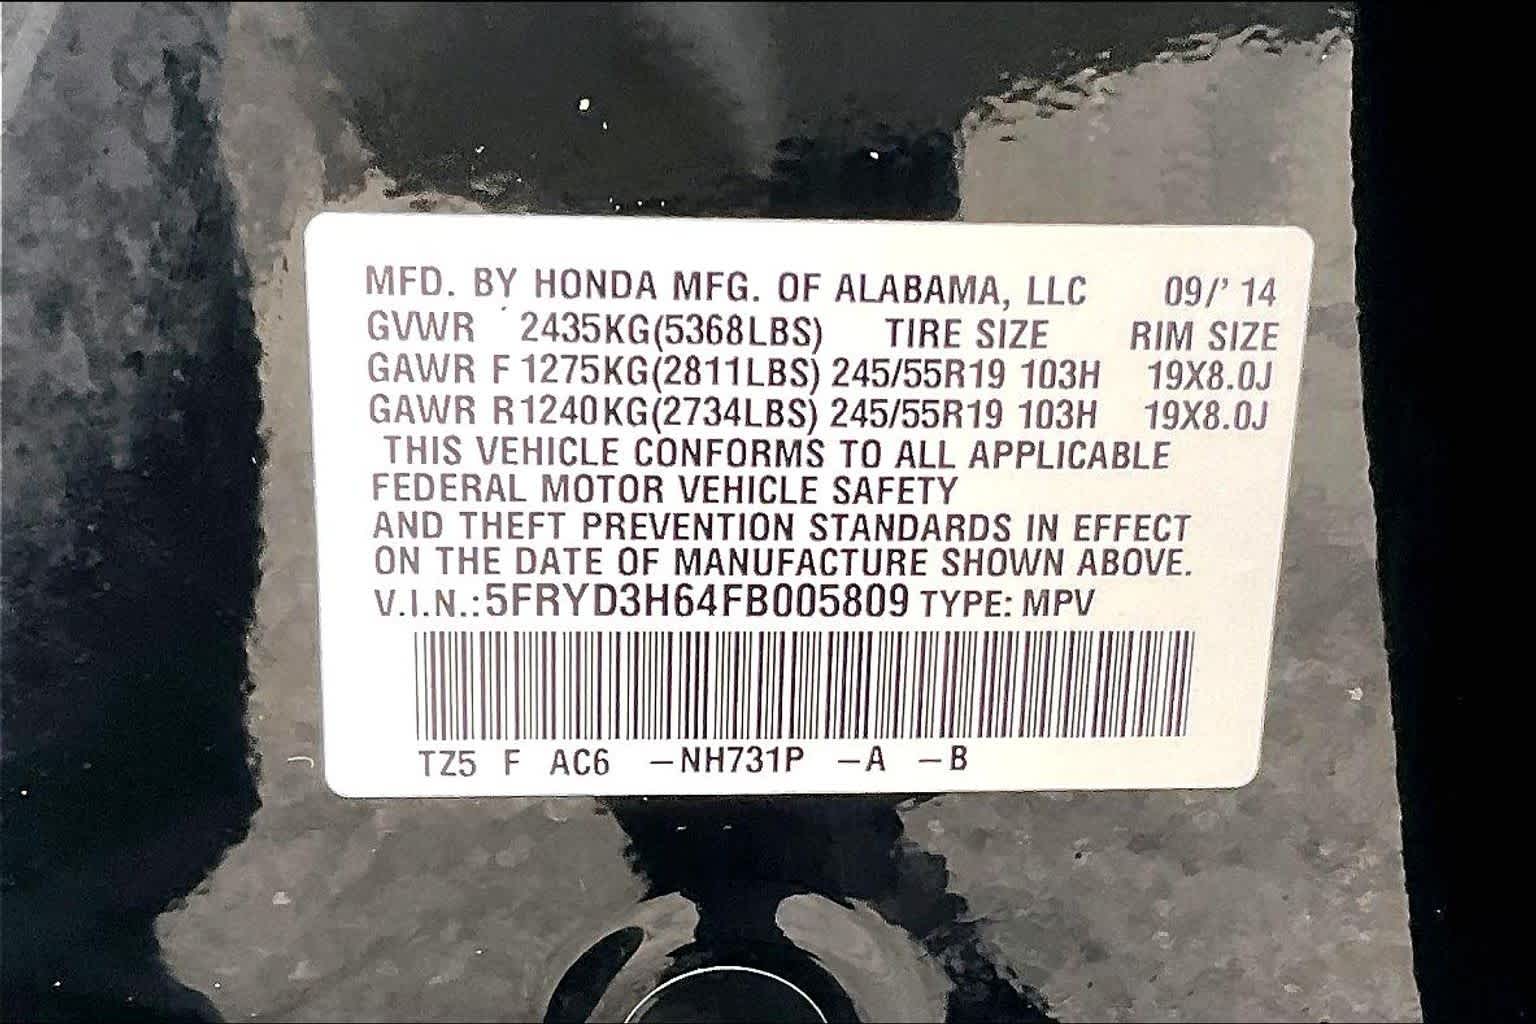 MFD. BY HONDA MFG. OF ALABAMA, LLC 09/' 14
GVWR 2435KG(5368LBS) TIRE SIZE RIM SIZE
GAWR F 1275KG(2811LBS) 245/55R19 103H 19X8.0J
GAWR R 1240KG(2734LBS) 245/55R19 103H 19X8.0J
THIS VEHICLE CONFORMS TO ALL APPLICABLE
FEDERAL MOTOR VEHICLE SAFETY
AND THEFT PREVENTION STANDARDS IN EFFECT
ON THE DATE OF MANUFACTURE SHOWN ABOVE.
V.I.N.:5FRYD3H64FB005809 TYPE: MPV
TZ5 F AC6 –NH731P –A –B